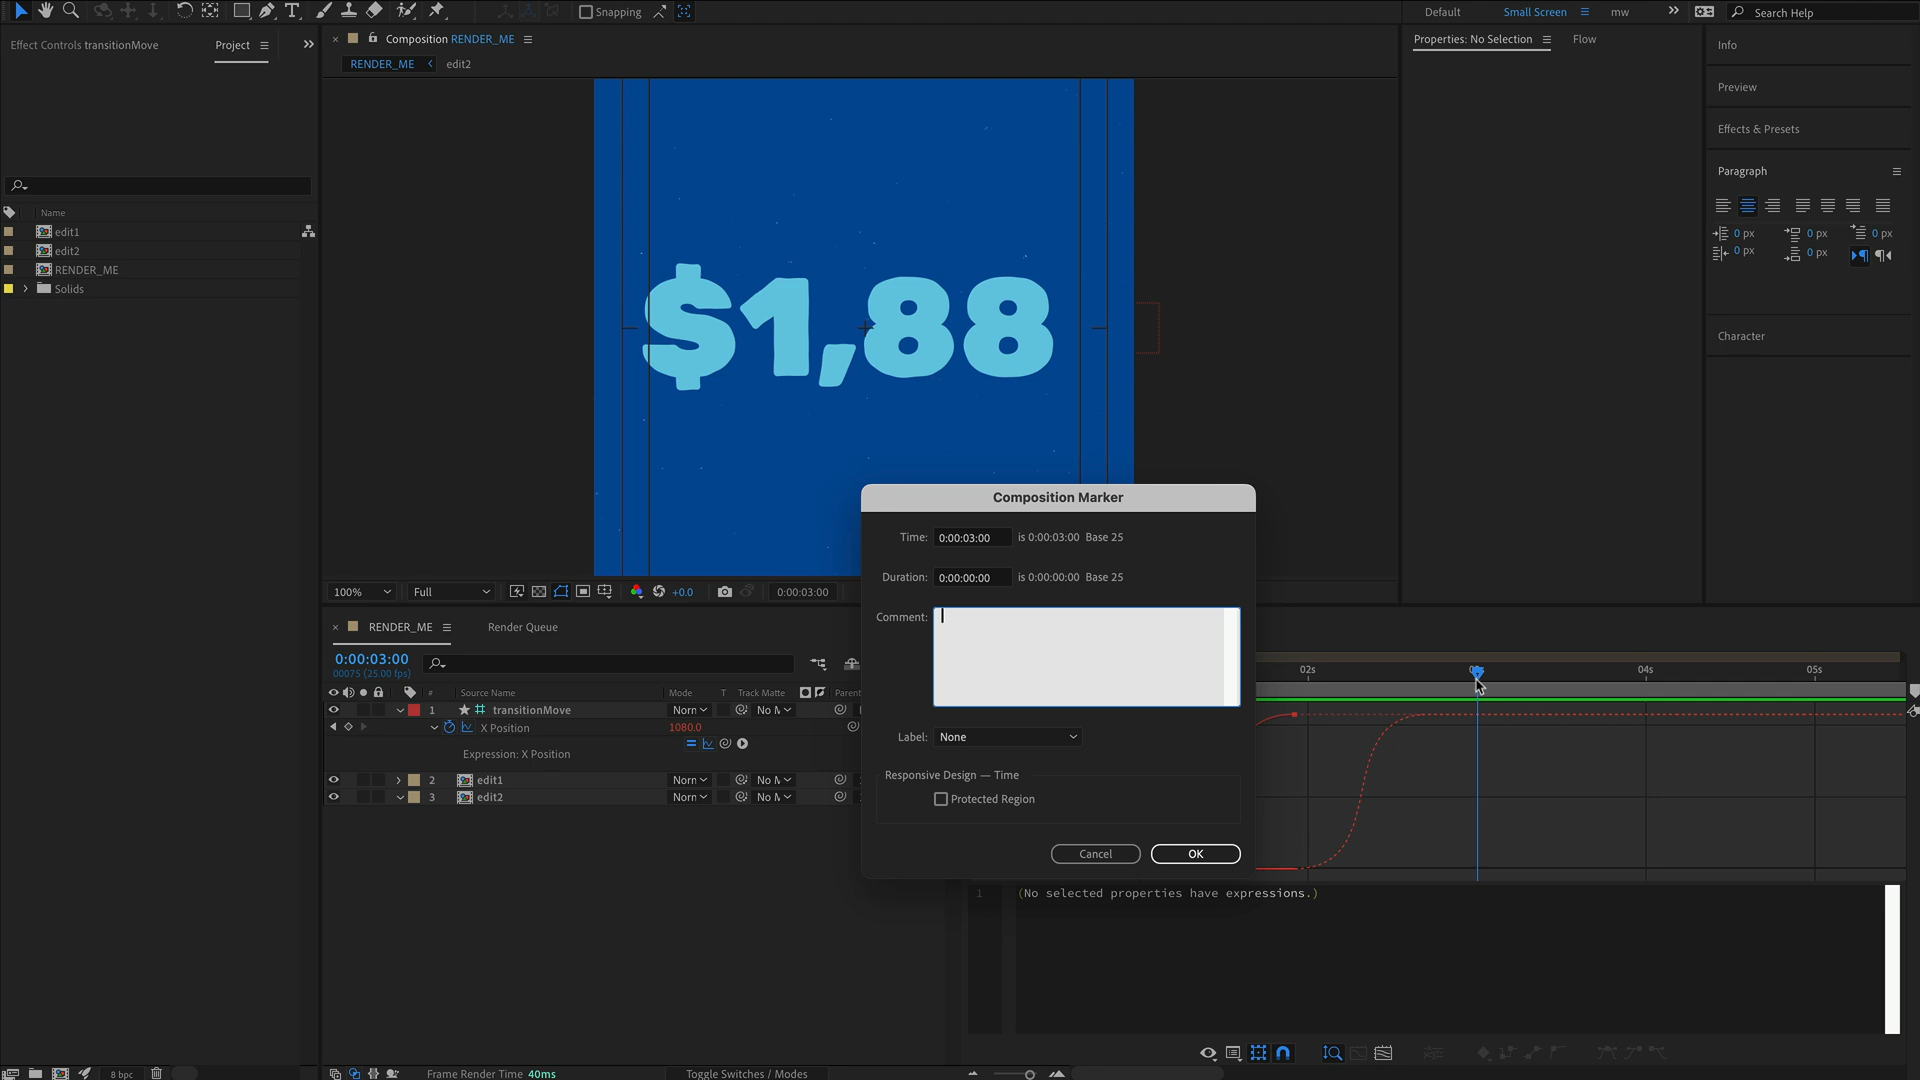 Snapping
Default
Small Screen
mw
Search Help
Effect Controls transitionMove
Project
Composition RENDER_ME
RENDER_ME
edit2
Properties: No Selection
Flow
Info
Preview
Effects & Presets
Paragraph
0 px
0 px
0 px
0 px
0 px
Character
Name
edit1
edit2
RENDER_ME
Solids
$1,88
100%
Full
+0.0
0:00:03:00
Composition Marker
Time:
0:00:03:00
is 0:00:03:00 Base 25
Duration:
0:00:00:00
is 0:00:00:00 Base 25
Comment:
Label:
None
Responsive Design — Time
Protected Region
Cancel
OK
RENDER_ME
Render Queue
0:00:03:00
00075 (25.00 fps)
# Source Name Mode T Track Matte Parent
1 transitionMove Norn No M
X Position 1080.0
Expression: X Position
2 edit1 Norn No M
3 edit2 Norn No M
02s
04s
05s
1 (No selected properties have expressions.)
8 bpc
Frame Render Time 40ms
Toggle Switches / Modes